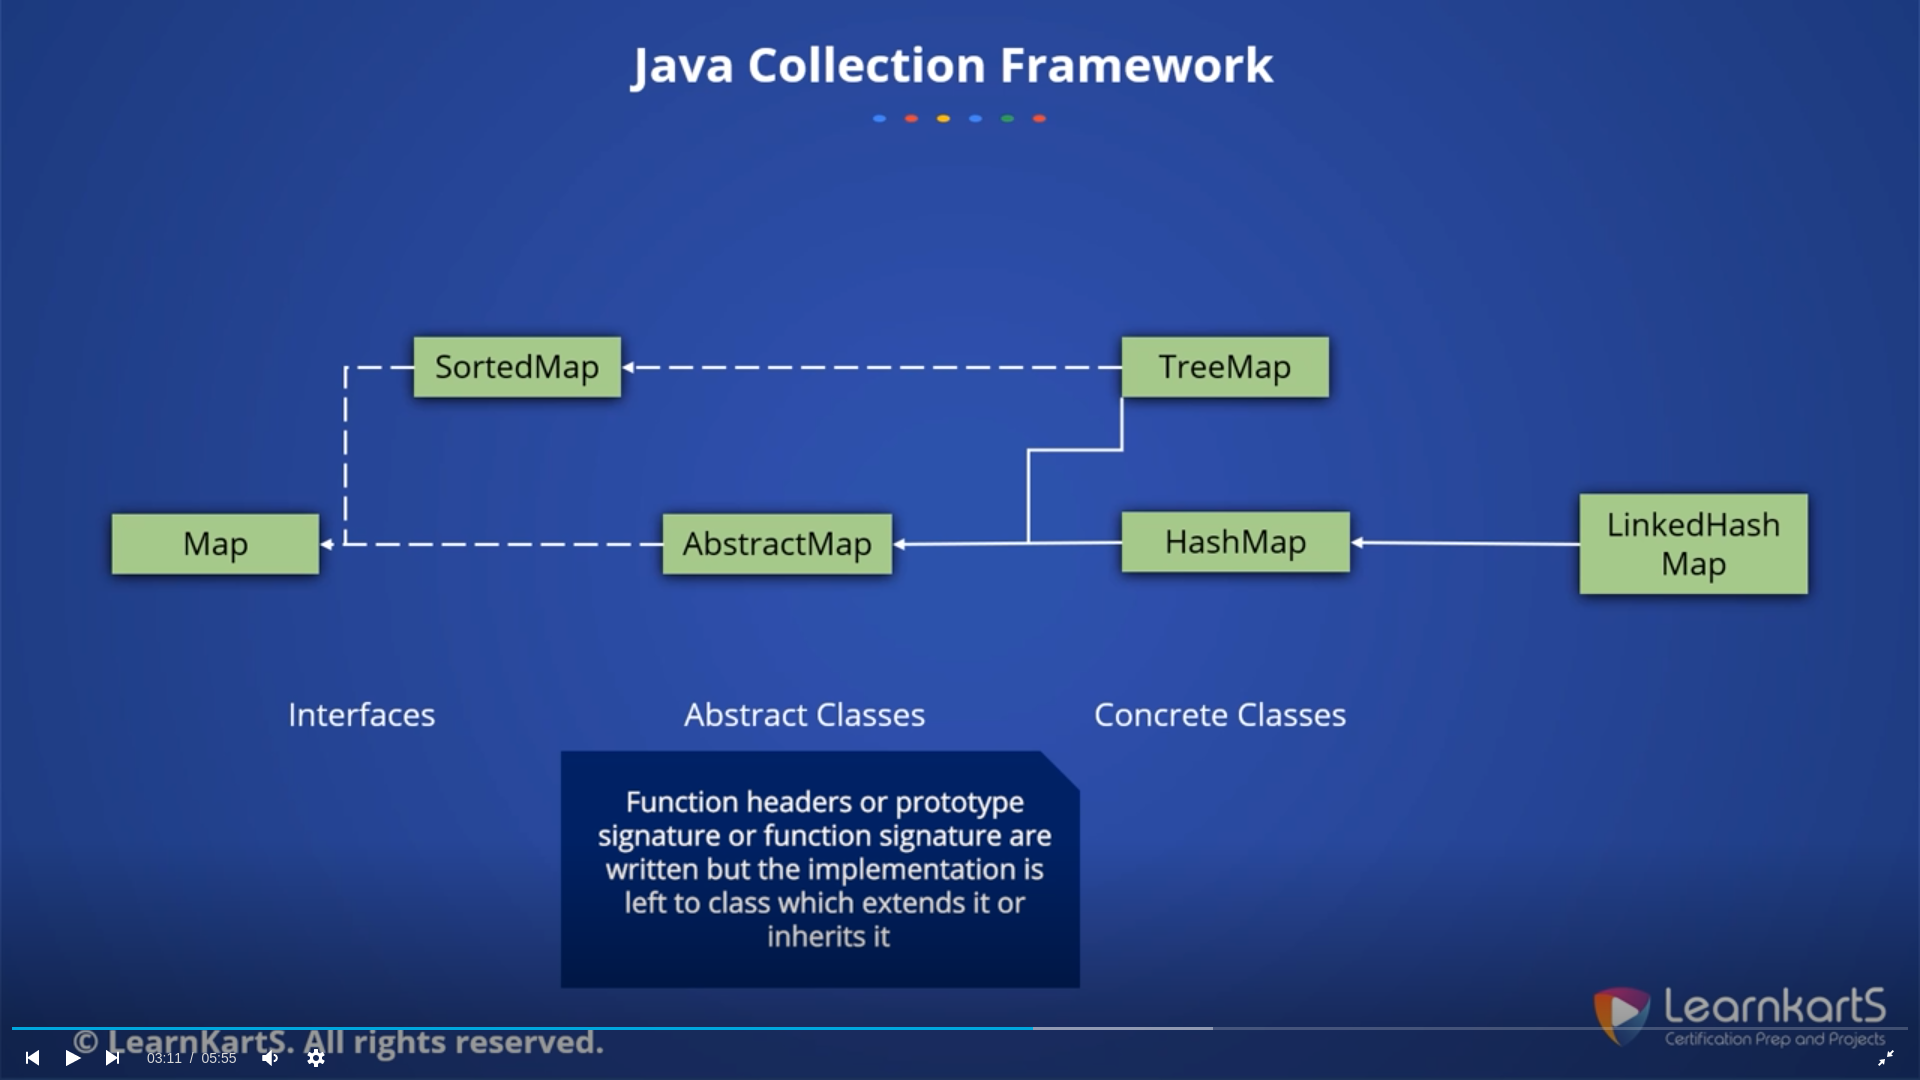 Java Collection Framework
SortedMap
TreeMap
Map
AbstractMap
HashMap
LinkedHash
Map
Interfaces
Abstract Classes
Concrete Classes
Function headers or prototype
signature or function signature are
written but the implementation is
left to class which extends it or
inherits it
LearnkartS
Certification Prep and Projects
© LearnKartS. All rights reserved.
03:11 / 05:55